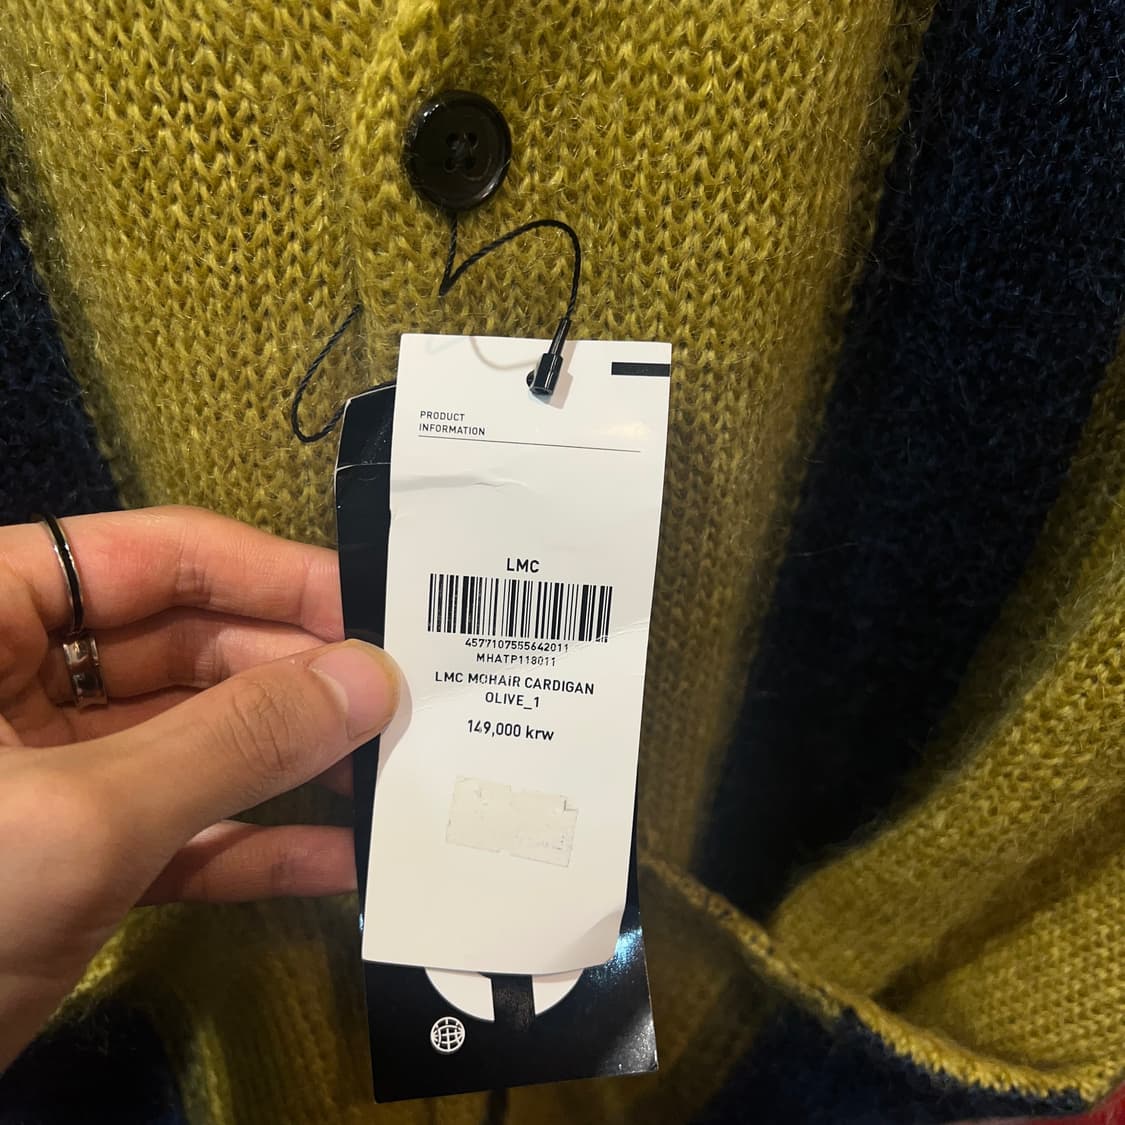 PRODUCT
INFORMATION
LMC
4577107555642011
MHATP118011
LMC MOHAIR CARDIGAN
OLIVE_1
149,000 krw